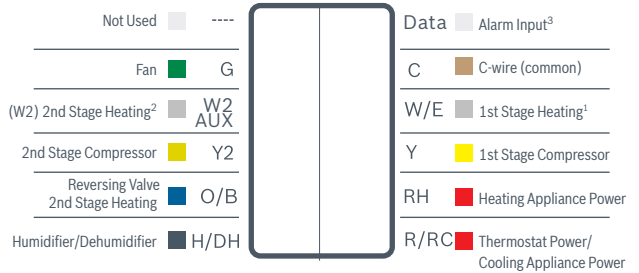 Not Used ---- Data Alarm Input³
Fan G C C-wire (common)
(W2) 2nd Stage Heating² W2 AUX W/E 1st Stage Heating¹
2nd Stage Compressor Y2 Y 1st Stage Compressor
Reversing Valve
2nd Stage Heating O/B RH Heating Appliance Power
Humidifier/Dehumidifier H/DH R/RC Thermostat Power/
Cooling Appliance Power